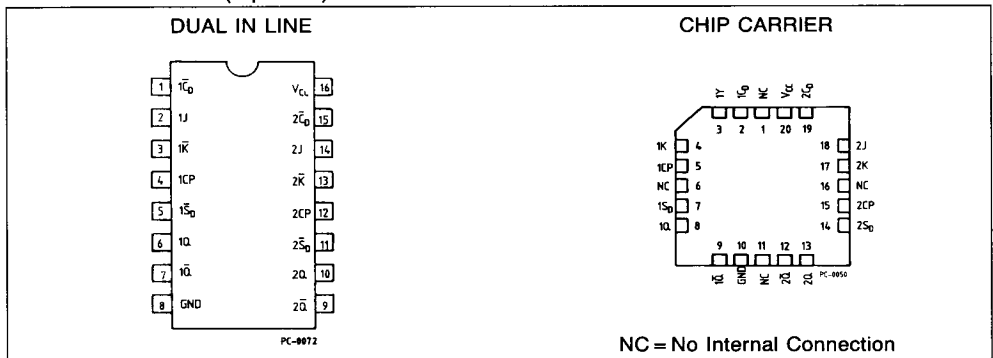 DUAL IN LINE
1 1C̅D VCC 16
2 1J 2C̅D 15
3 1K̅ 2J 14
4 1CP 2K̅ 13
5 1S̅D 2CP 12
6 1Q 2S̅D 11
7 1Q̅ 2Q 10
8 GND 2Q̅ 9
PC-0072
CHIP CARRIER
1Y 1CD NC VCC 2CD
3 2 1 20 19
1K 4 18 2J
1CP 5 17 2K
NC 6 16 NC
1SD 7 15 2CP
1Q 8 14 2SD
9 10 11 12 13
1Q̅ GND NC 2Q̅ 2Q
PC-0050
NC = No Internal Connection